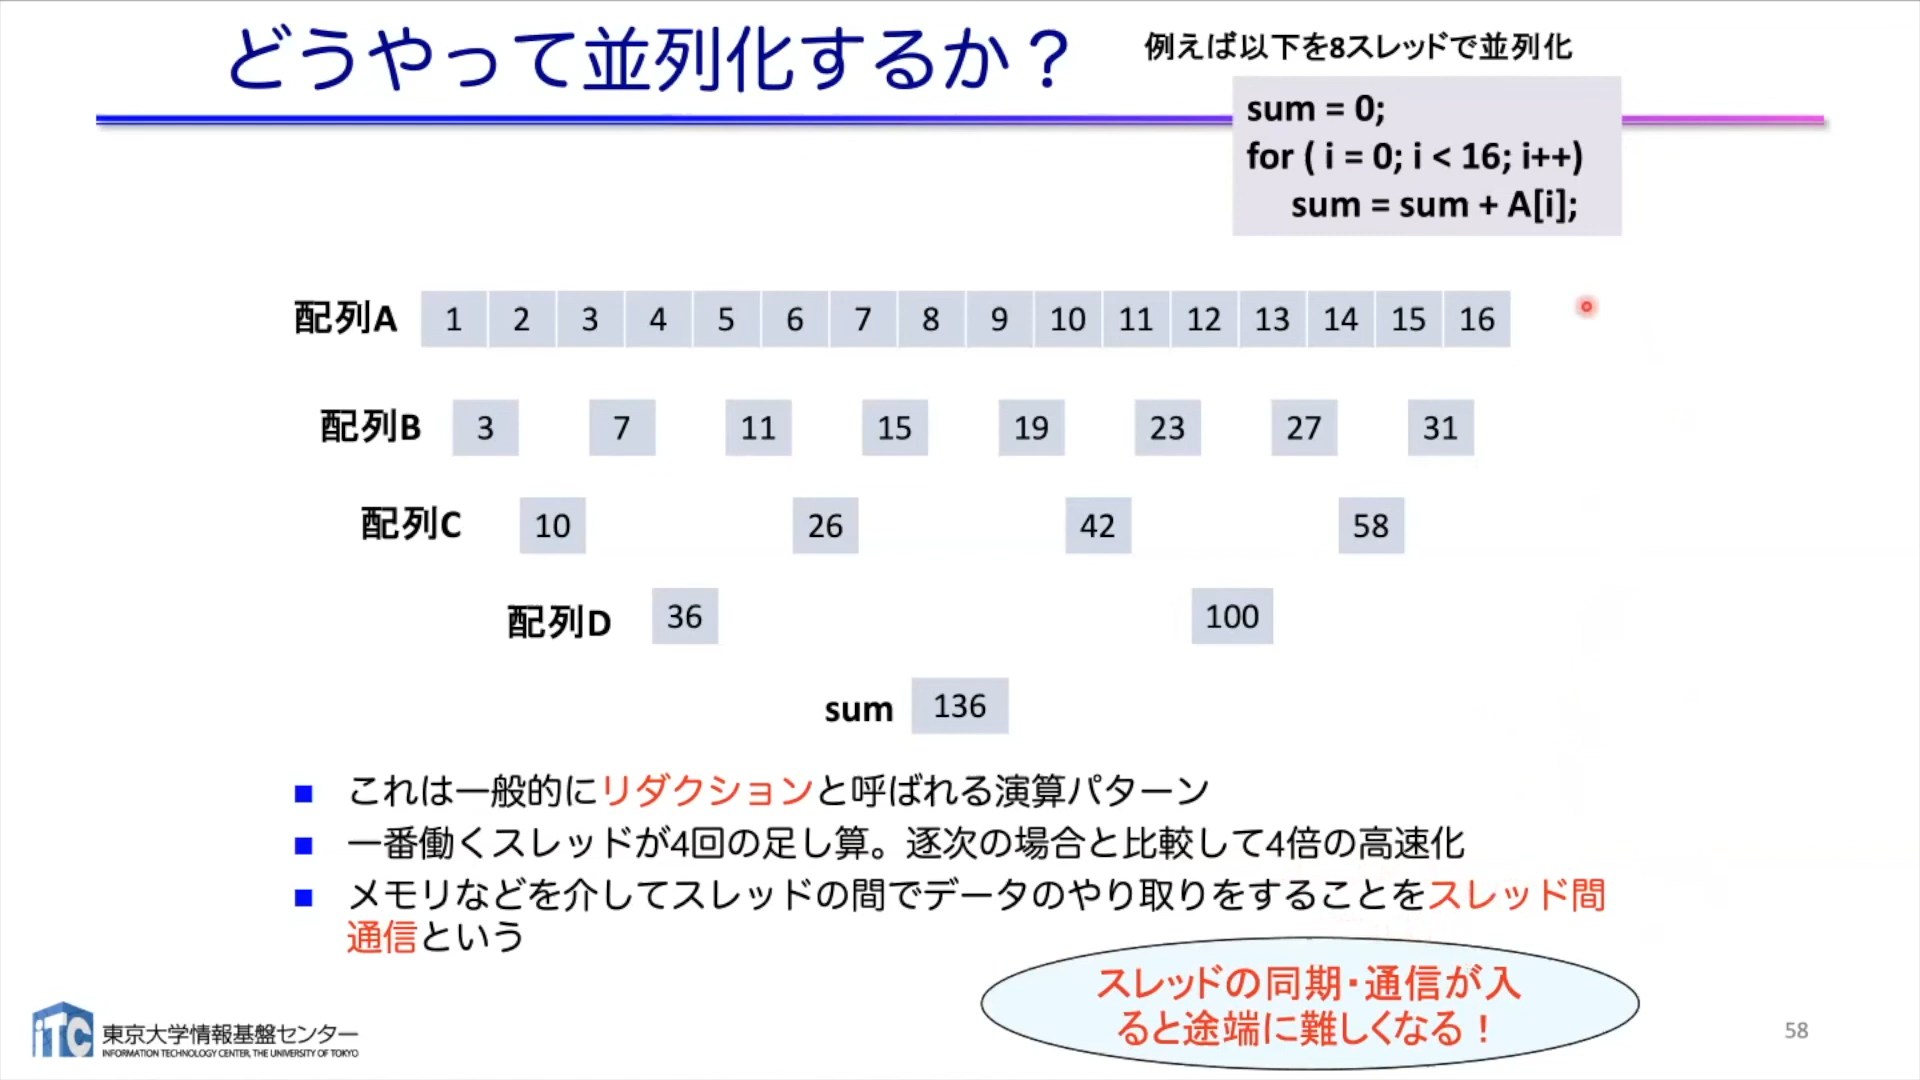 どうやって並列化するか？
例えば以下を8スレッドで並列化
sum = 0;
for ( i = 0; i < 16; i++)
sum = sum + A[i];
配列A 1 2 3 4 5 6 7 8 9 10 11 12 13 14 15 16
配列B 3 7 11 15 19 23 27 31
配列C 10 26 42 58
配列D 36 100
sum 136
■ これは一般的にリダクションと呼ばれる演算パターン
■ 一番働くスレッドが4回の足し算。逐次の場合と比較して4倍の高速化
■ メモリなどを介してスレッドの間でデータのやり取りをすることをスレッド間
通信という
スレッドの同期・通信が入
ると途端に難しくなる！
iTC 東京大学情報基盤センター
INFORMATION TECHNOLOGY CENTER, THE UNIVERSITY OF TOKYO
58